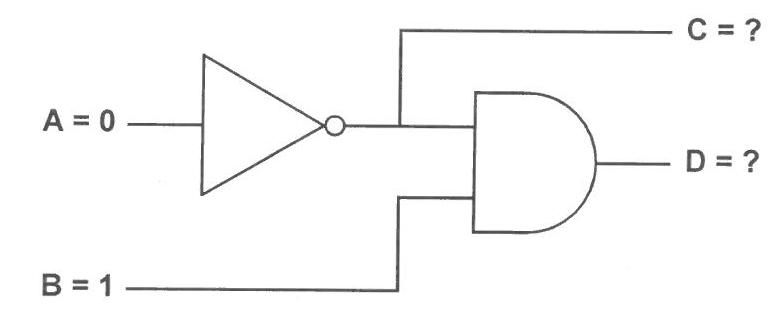 C = ?
A = 0
D = ?
B = 1